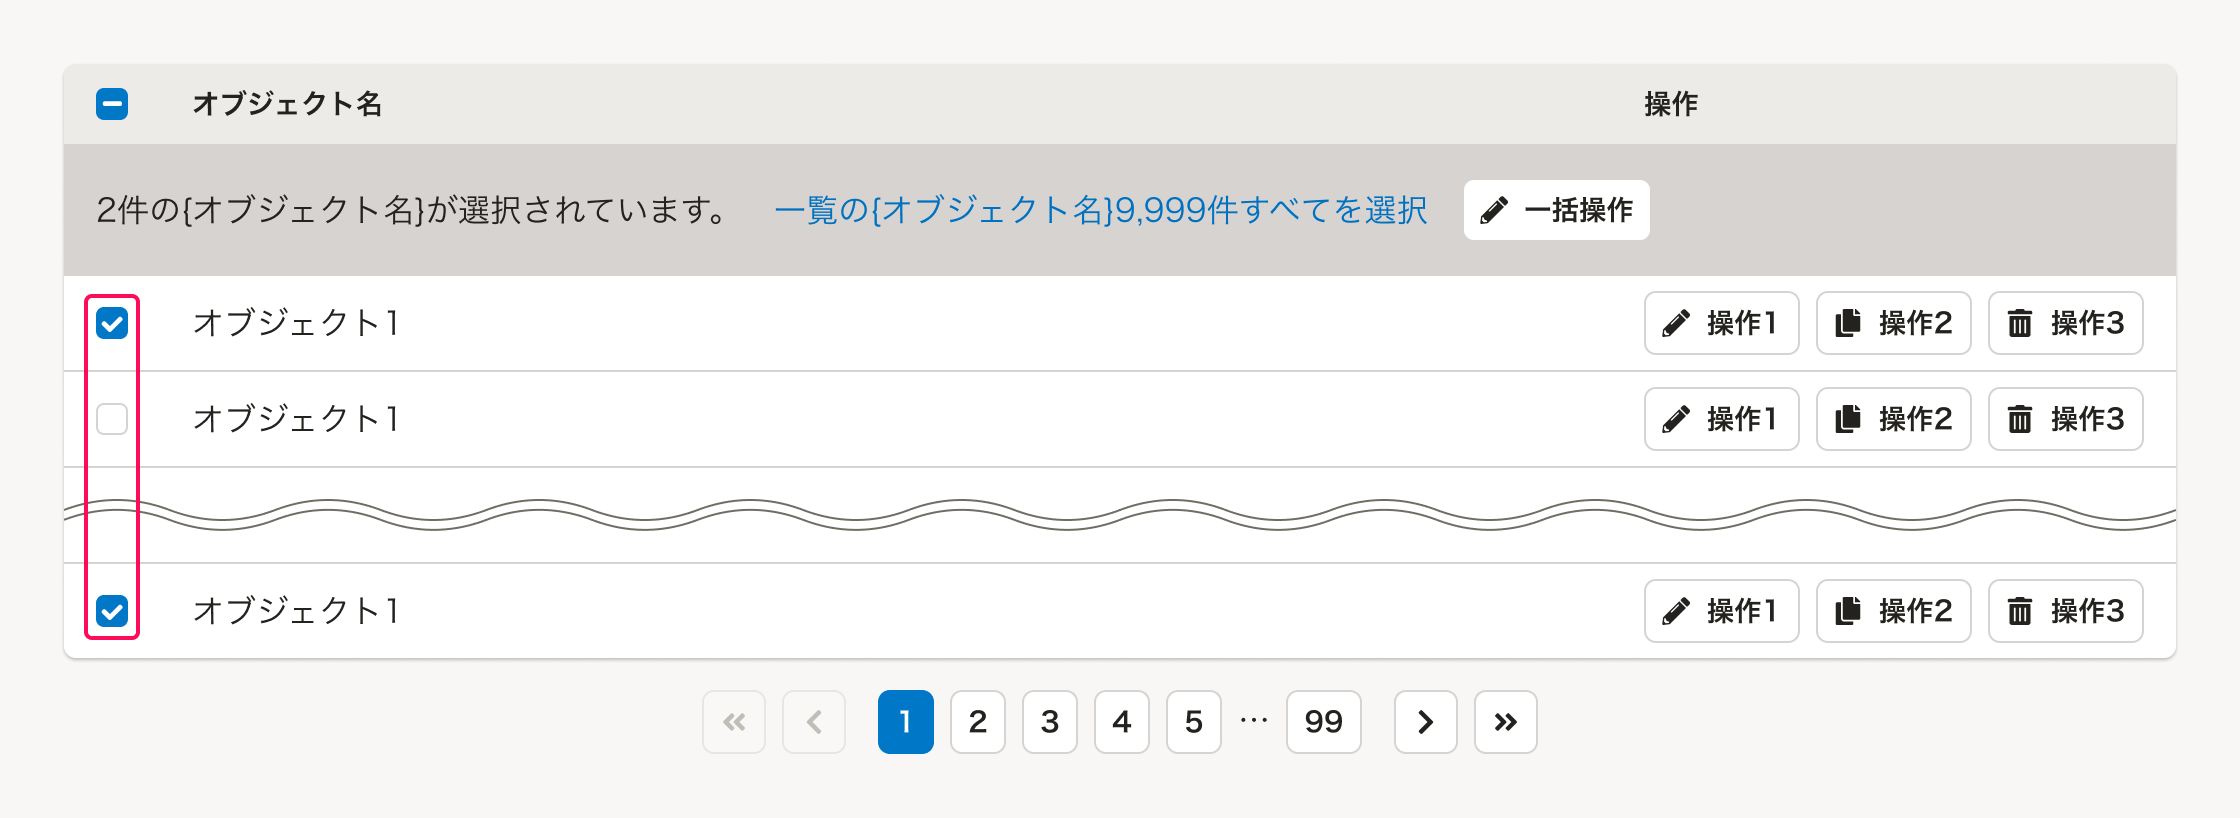 オブジェクト名 操作
2件の{オブジェクト名}が選択されています。 一覧の{オブジェクト名}9,999件すべてを選択 一括操作
オブジェクト1 操作1 操作2 操作3
オブジェクト1 操作1 操作2 操作3
オブジェクト1 操作1 操作2 操作3
1 2 3 4 5 … 99